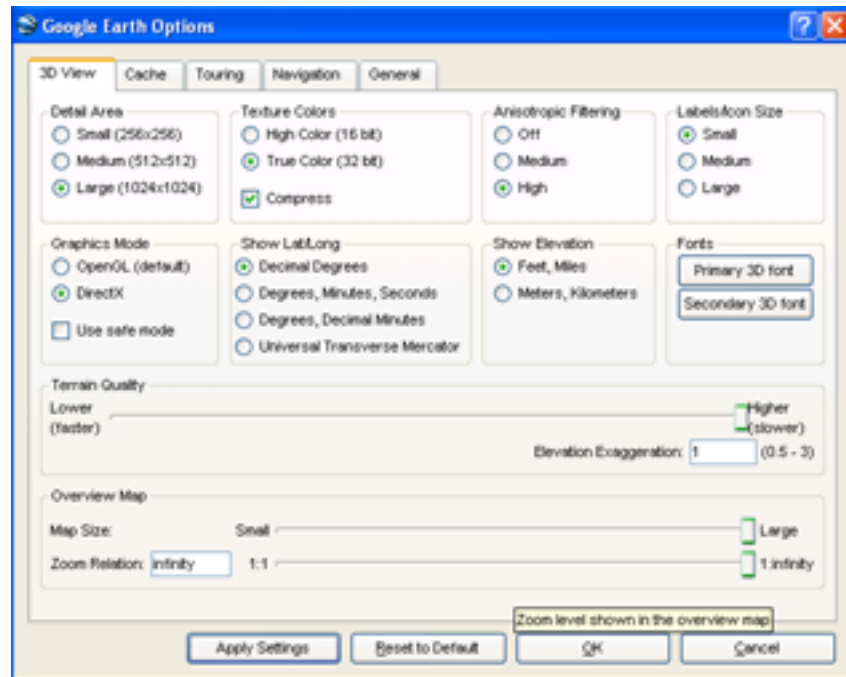 Google Earth Options
3D View Cache Touring Navigation General
Detail Area
Small (256x256)
Medium (512x512)
Large (1024x1024)
Texture Colors
High Color (16 bit)
True Color (32 bit)
Compress
Anisotropic Filtering
Off
Medium
High
Labels/Icon Size
Small
Medium
Large
Graphics Mode
OpenGL (default)
DirectX
Use safe mode
Show Lat/Long
Decimal Degrees
Degrees, Minutes, Seconds
Degrees, Decimal Minutes
Universal Transverse Mercator
Show Elevation
Feet, Miles
Meters, Kilometers
Fonts
Primary 3D font
Secondary 3D font
Terrain Quality
Lower
(faster)
Higher
(slower)
Elevation Exaggeration: 1 (0.5 - 3)
Overview Map
Map Size: Small Large
Zoom Relation: infinity 1:1 1:infinity
Zoom level shown in the overview map
Apply Settings Reset to Default OK Cancel